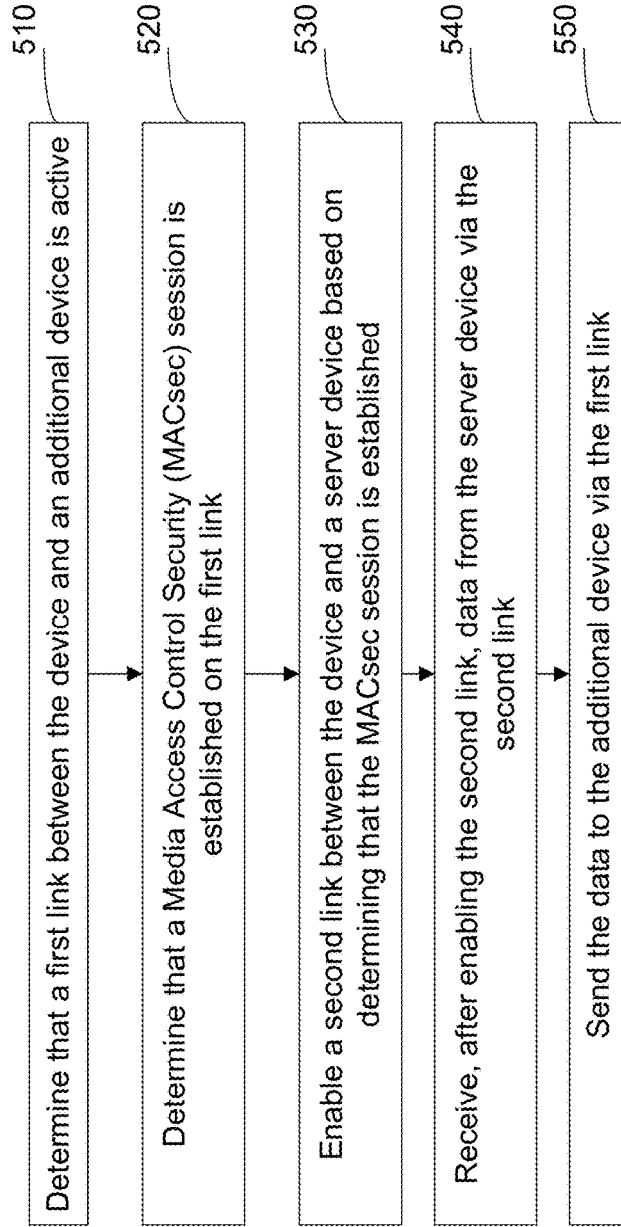 510
Determine that a first link between the device and an additional device is active
520
Determine that a Media Access Control Security (MACsec) session is
established on the first link
530
Enable a second link between the device and a server device based on
determining that the MACsec session is established
540
Receive, after enabling the second link, data from the server device via the
second link
550
Send the data to the additional device via the first link